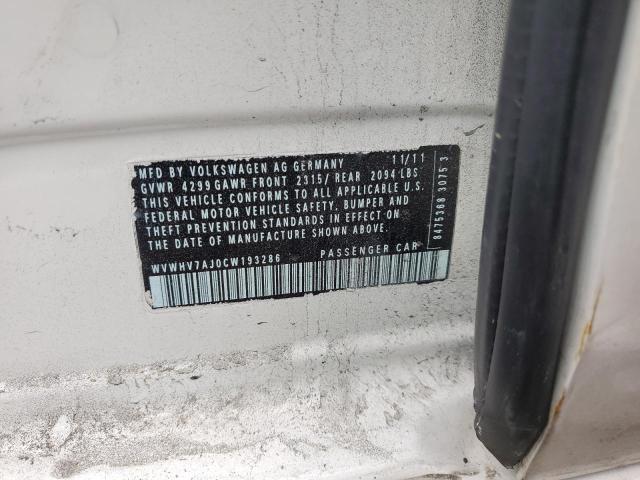 MFD BY VOLKSWAGEN AG GERMANY 11/11
GVWR 4299 GAWR FRONT 2315/ REAR 2094 LBS
THIS VEHICLE CONFORMS TO ALL APPLICABLE U.S.
FEDERAL MOTOR VEHICLE SAFETY, BUMPER AND
THEFT PREVENTION STANDARDS IN EFFECT ON
THE DATE OF MANUFACTURE SHOWN ABOVE.
WVWHV7AJ0CW193286 PASSENGER CAR
8475368 3075 3